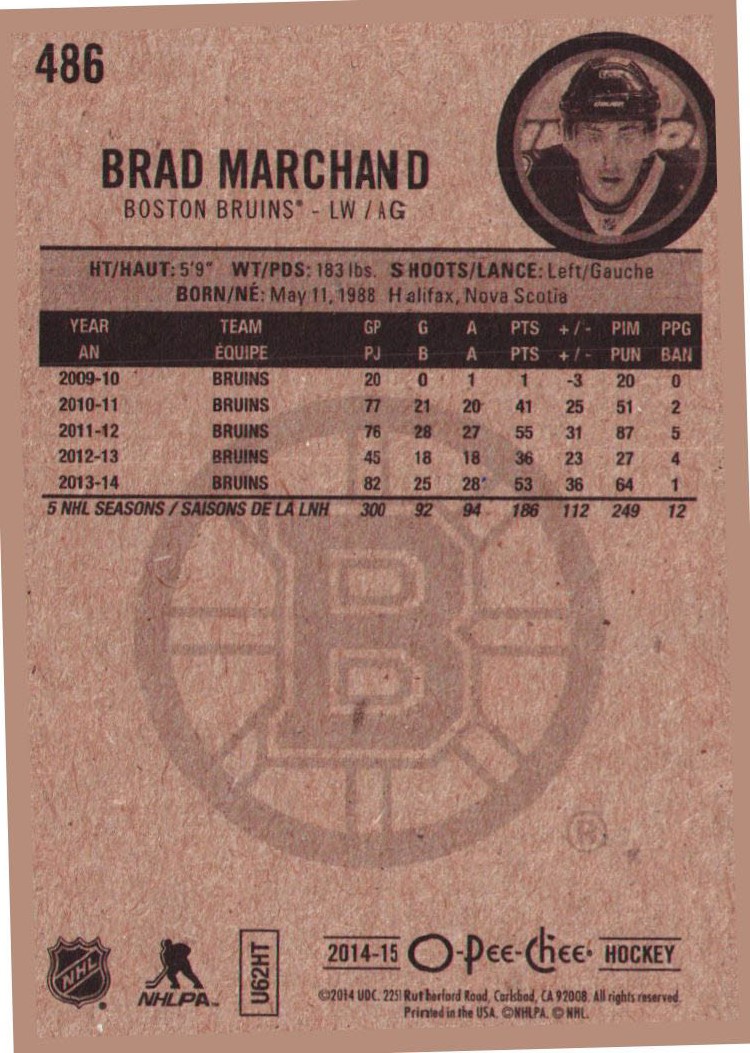 486
BRAD MARCHAND
BOSTON BRUINS® - LW / AG
HT/HAUT: 5'9" WT/PDS: 183 lbs. SHOOTS/LANCE: Left/Gauche
BORN/NÉ: May 11, 1988 Halifax, Nova Scotia
YEAR TEAM GP G A PTS +/- PIM PPG
AN ÉQUIPE PJ B A PTS +/- PUN BAN
2009-10 BRUINS 20 0 1 1 -3 20 0
2010-11 BRUINS 77 21 20 41 25 51 2
2011-12 BRUINS 76 28 27 55 31 87 5
2012-13 BRUINS 45 18 18 36 23 27 4
2013-14 BRUINS 82 25 28 53 36 64 1
5 NHL SEASONS / SAISONS DE LA LNH 300 92 94 186 112 249 12
B
®
NHL
NHLPA™
U62HT
2014-15 O-Pee-Chee® HOCKEY
©2014 UDC. 2251 Rutherford Road, Carlsbad, CA 92008. All rights reserved.
Printed in the USA. ©NHLPA. © NHL.